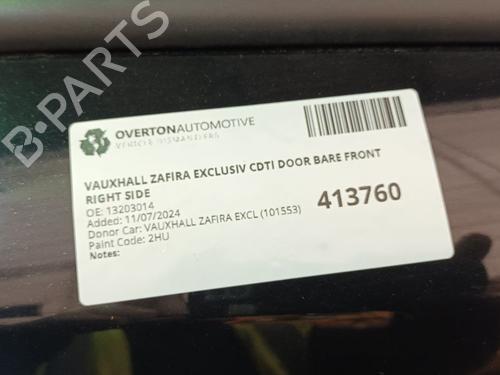 B-PARTS
OVERTONAUTOMOTIVE
VEHICLE DISMANTLERS
VAUXHALL ZAFIRA EXCLUSIV CDTI DOOR BARE FRONT
RIGHT SIDE
OE: 13203014
Added: 11/07/2024
Donor Car: VAUXHALL ZAFIRA EXCL (101553)
Paint Code: 2HU
Notes:
413760